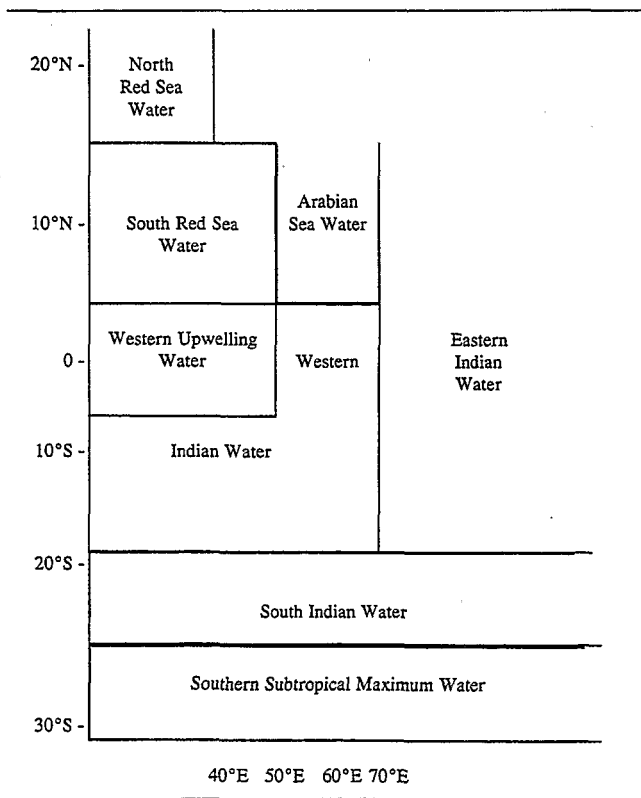 20°N -
North
Red Sea
Water
10°N -
South Red Sea
Water
Arabian
Sea Water
0 -
Western Upwelling
Water
Western
Eastern
Indian
Water
10°S -
Indian Water
20°S -
South Indian Water
Southern Subtropical Maximum Water
30°S -
40°E 50°E 60°E 70°E